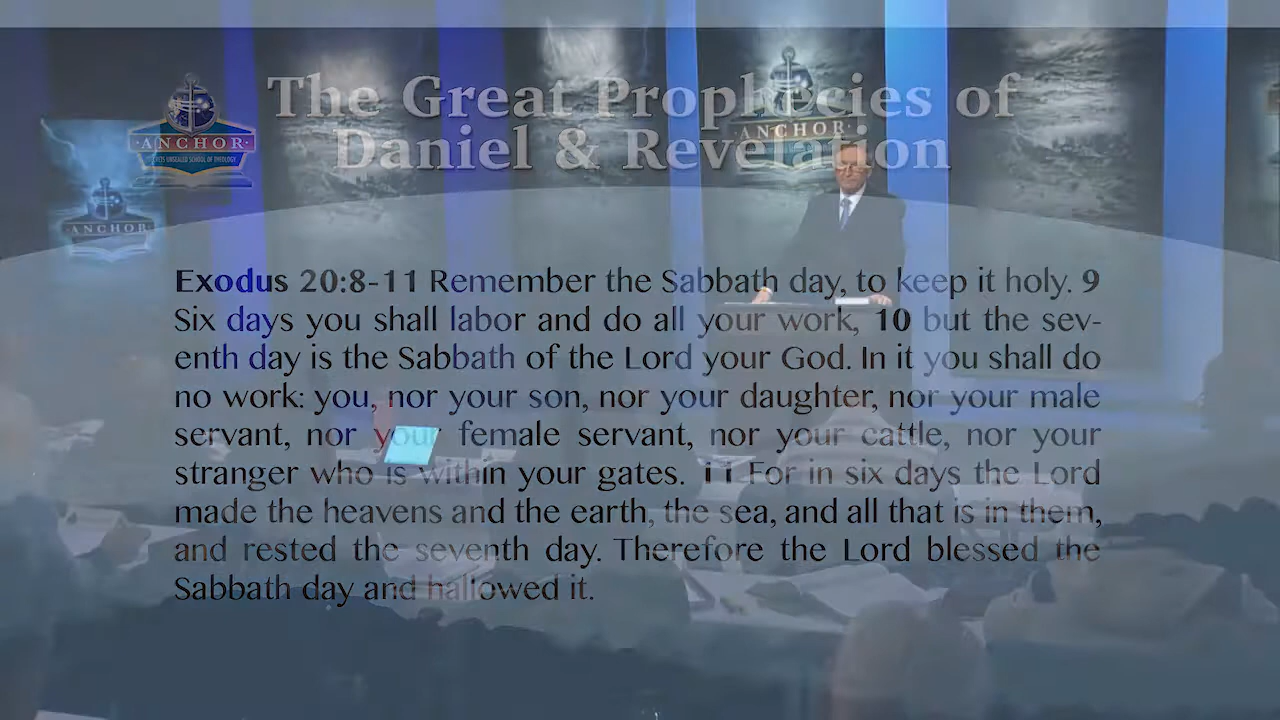 The Great Prophecies of
Daniel & Revelation
ANCHOR
SECRETS UNSEALED SCHOOL OF THEOLOGY
ANCHOR
ANCHOR
Exodus 20:8-11 Remember the Sabbath day, to keep it holy. 9
Six days you shall labor and do all your work, 10 but the sev-
enth day is the Sabbath of the Lord your God. In it you shall do
no work: you, nor your son, nor your daughter, nor your male
servant, nor your female servant, nor your cattle, nor your
stranger who is within your gates. 11 For in six days the Lord
made the heavens and the earth, the sea, and all that is in them,
and rested the seventh day. Therefore the Lord blessed the
Sabbath day and hallowed it.